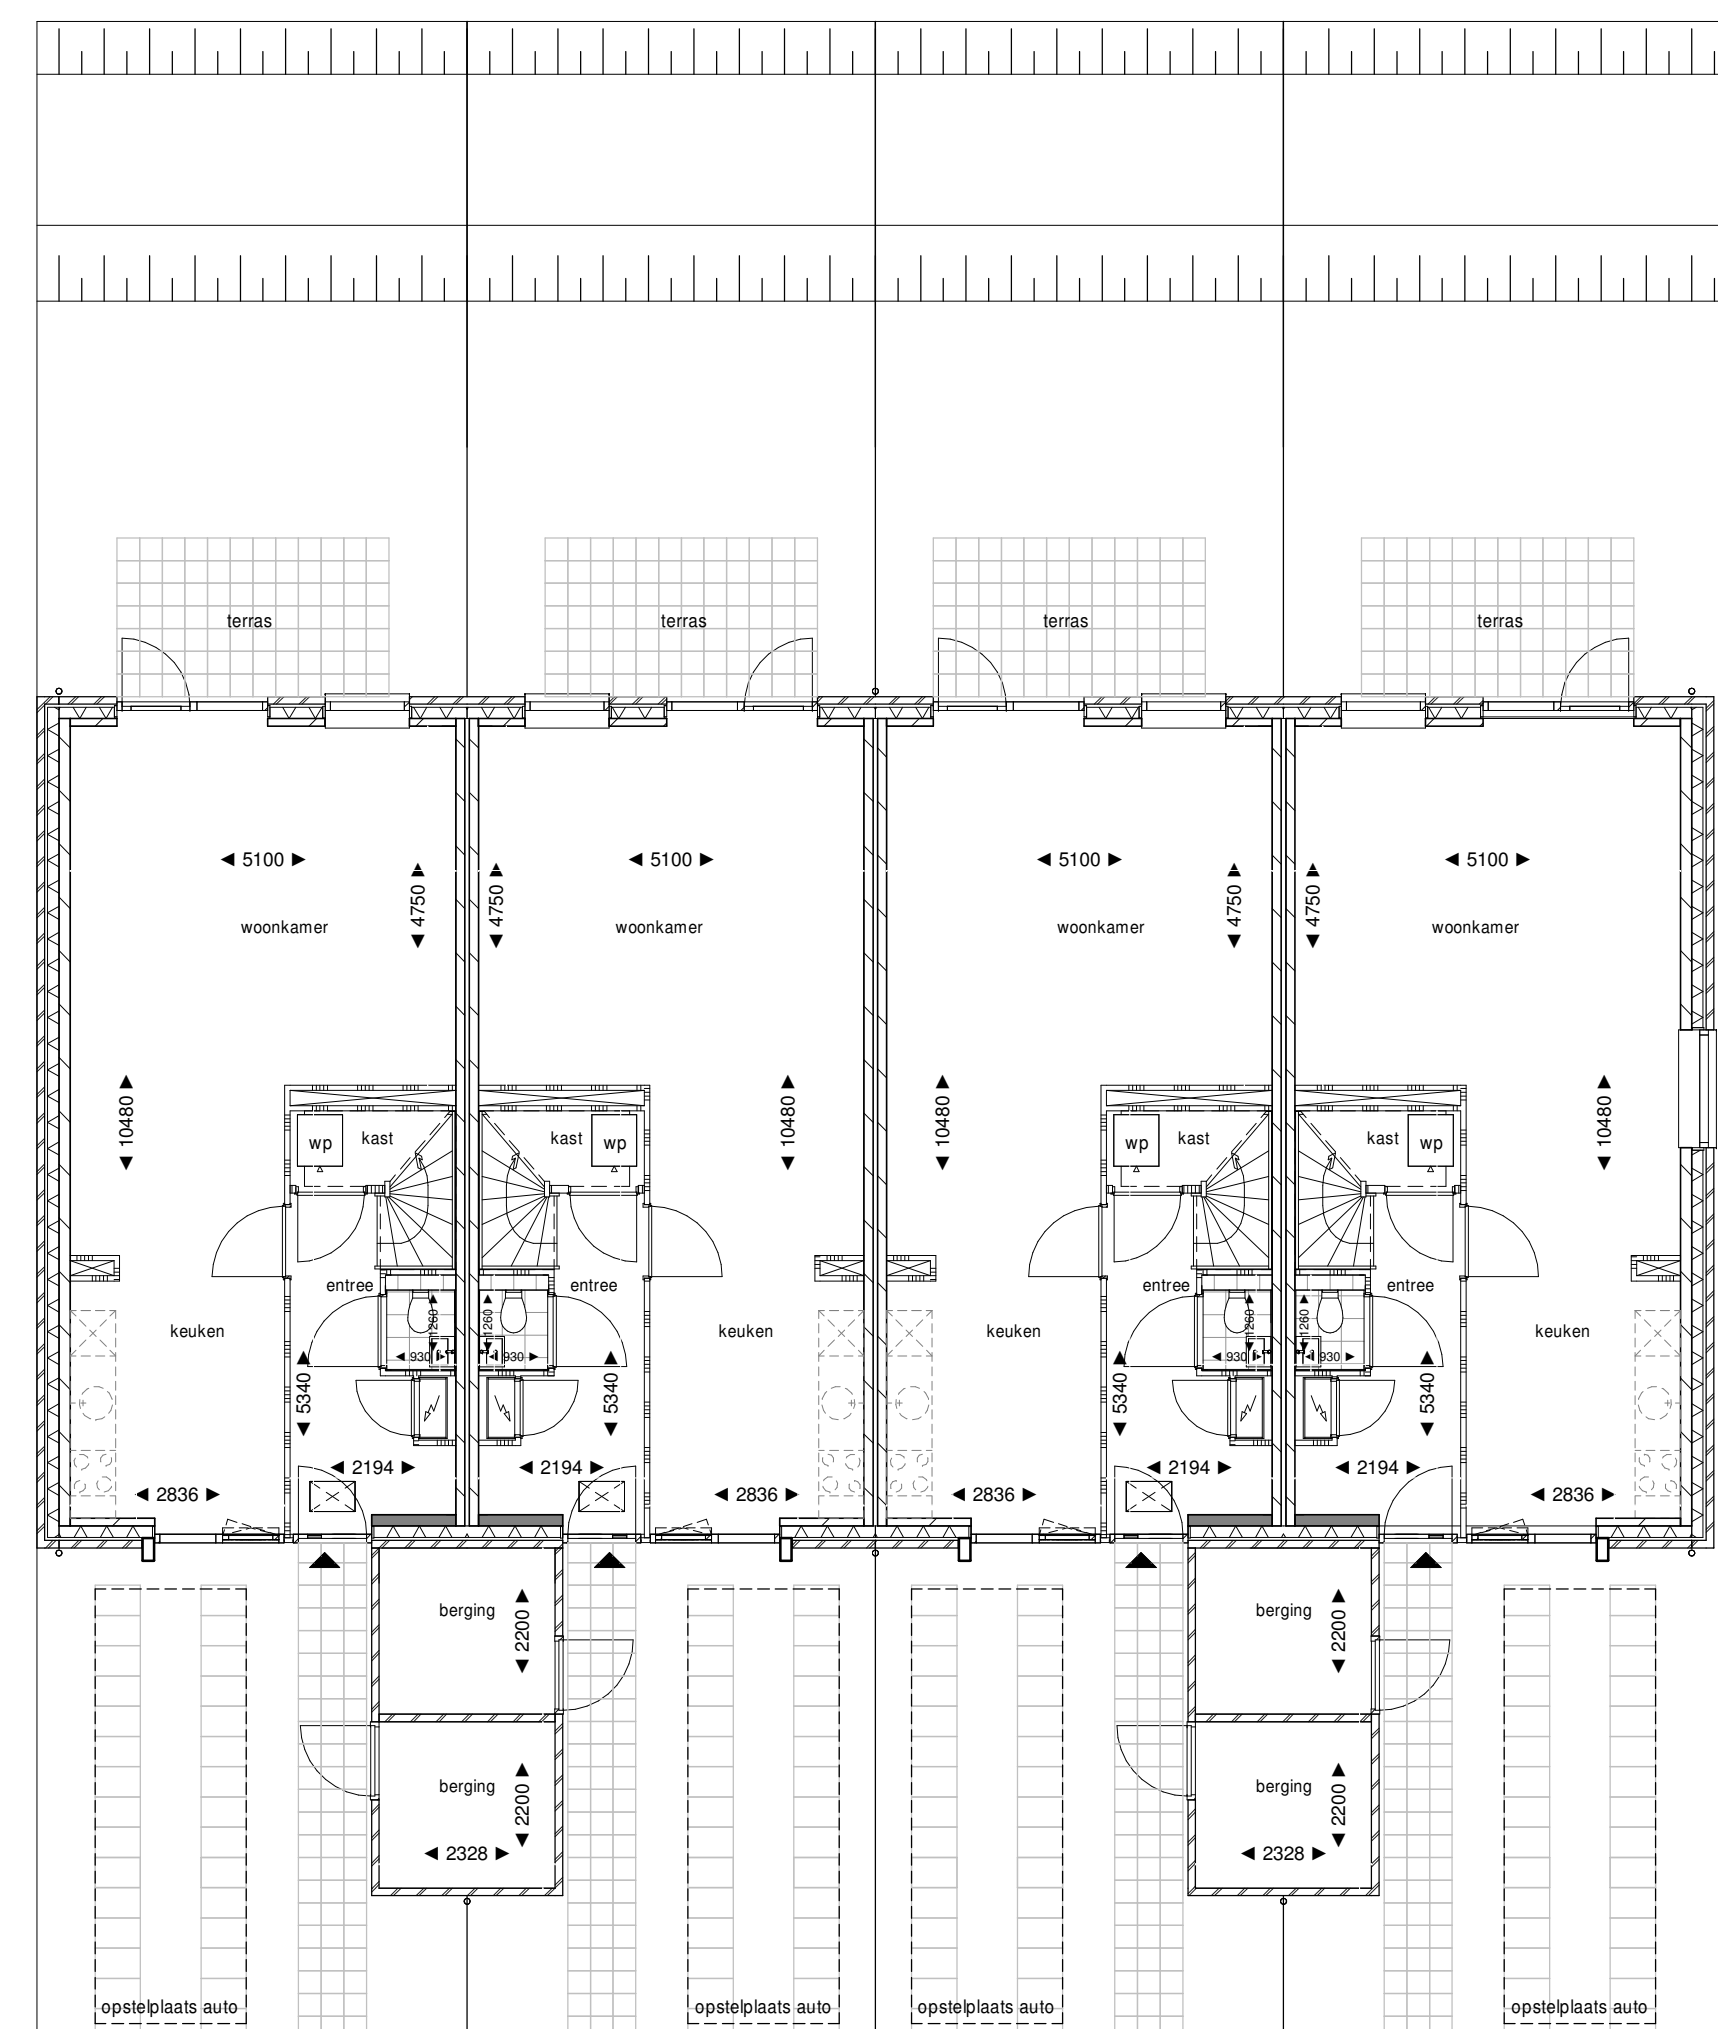 terras terras terras terras
◄ 5100 ► ◄ 5100 ► ◄ 5100 ► ◄ 5100 ►
◄ 4750 ► ◄ 4750 ► ◄ 4750 ► ◄ 4750 ►
woonkamer woonkamer woonkamer woonkamer
◄ 10480 ► ◄ 10480 ► ◄ 10480 ► ◄ 10480 ►
wp kast kast wp wp kast kast wp
entree entree entree entree
◄ 1260 ► ◄ 1260 ► ◄ 1260 ► ◄ 1260 ►
keuken keuken keuken keuken
◄ 930 ► ◄ 930 ► ◄ 930 ► ◄ 930 ►
◄ 5340 ► ◄ 5340 ► ◄ 5340 ► ◄ 5340 ►
◄ 2194 ► ◄ 2194 ► ◄ 2194 ► ◄ 2194 ►
◄ 2836 ► ◄ 2836 ► ◄ 2836 ► ◄ 2836 ►
berging ◄ 2200 ► berging ◄ 2200 ►
berging ◄ 2200 ► berging ◄ 2200 ►
◄ 2328 ► ◄ 2328 ►
opstelplaats auto opstelplaats auto opstelplaats auto opstelplaats auto